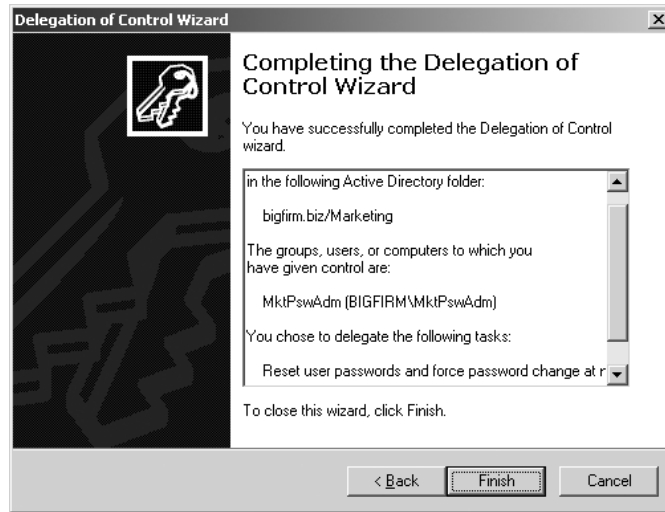 Delegation of Control Wizard
Completing the Delegation of
Control Wizard
You have successfully completed the Delegation of Control
wizard.
in the following Active Directory folder:
bigfirm.biz/Marketing
The groups, users, or computers to which you
have given control are:
MktPswAdm (BIGFIRM\MktPswAdm)
You chose to delegate the following tasks:
Reset user passwords and force password change at
To close this wizard, click Finish.
< Back
Finish
Cancel